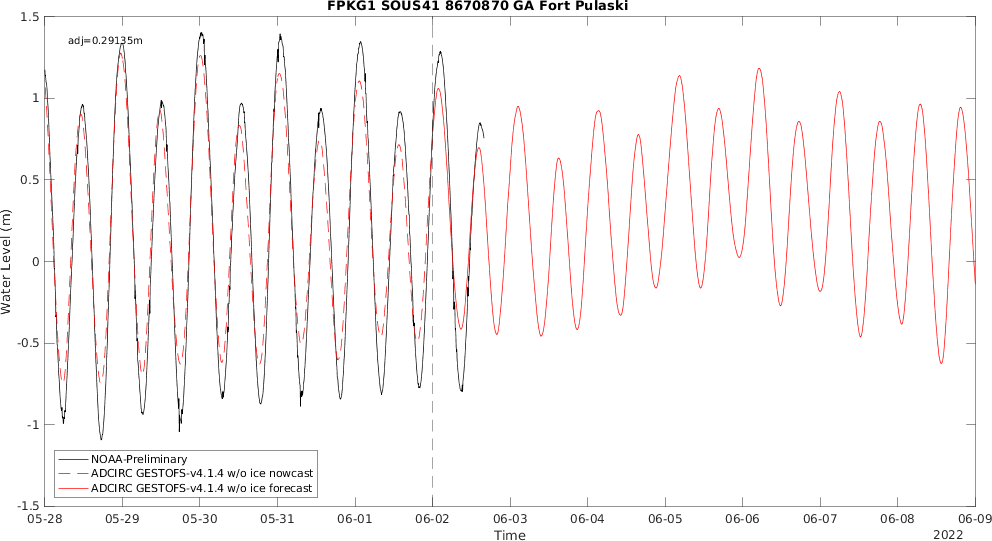 FPKG1 SOUS41 8670870 GA Fort Pulaski
1.5
adj=0.29135m
1
0.5
0
-0.5
-1
-1.5
Water Level (m)
NOAA-Preliminary
ADCIRC GESTOFS-v4.1.4 w/o ice nowcast
ADCIRC GESTOFS-v4.1.4 w/o ice forecast
05-28 05-29 05-30 05-31 06-01 06-02 06-03 06-04 06-05 06-06 06-07 06-08 06-09
Time
2022